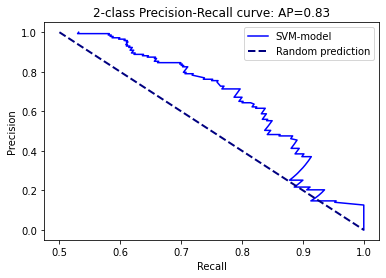 2-class Precision-Recall curve: AP=0.83
SVM-model
Random prediction
Precision
1.0
0.8
0.6
0.4
0.2
0.0
0.5 0.6 0.7 0.8 0.9 1.0
Recall